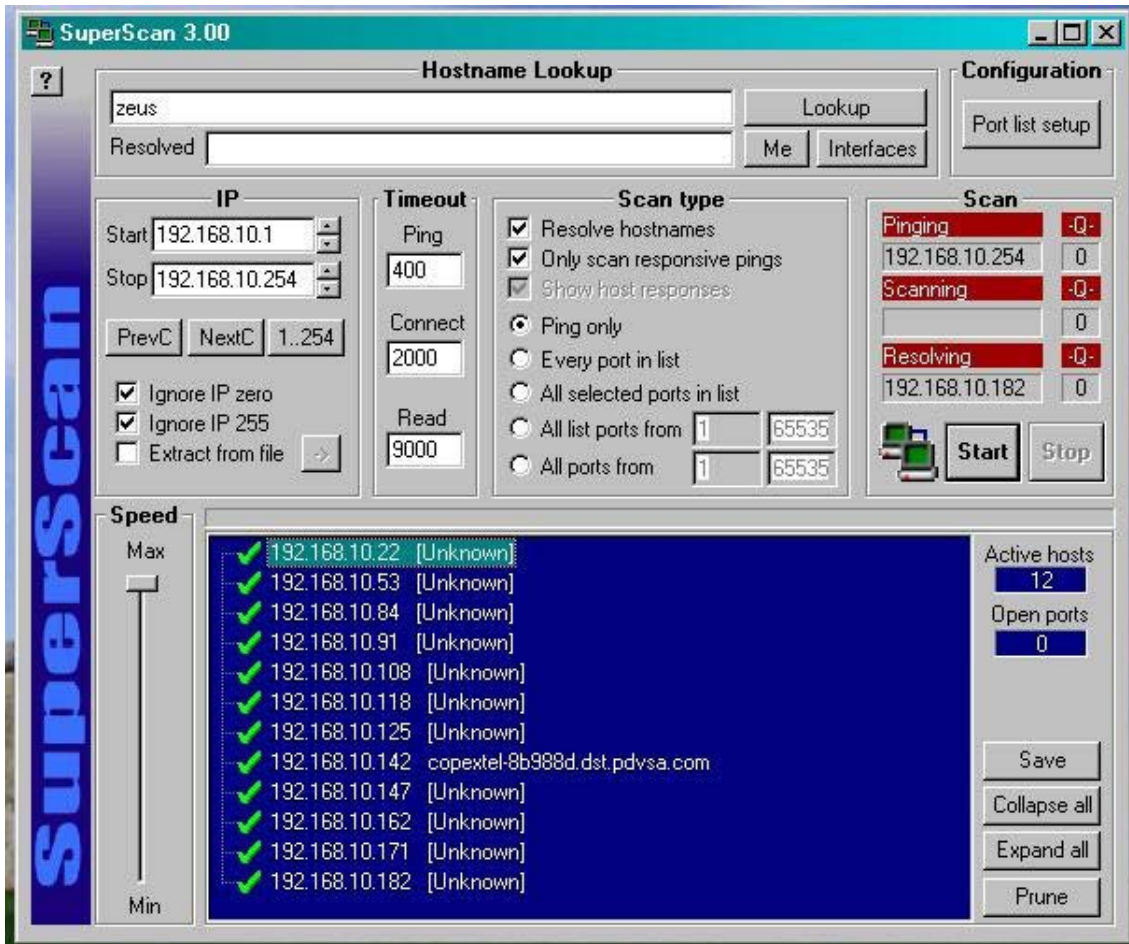 SuperScan 3.00
?
Hostname Lookup
zeus
Lookup
Resolved
Me
Interfaces
Configuration
Port list setup
IP
Start 192.168.10.1
Stop 192.168.10.254
PrevC
NextC
1..254
Ignore IP zero
Ignore IP 255
Extract from file
->
Timeout
Ping
400
Connect
2000
Read
9000
Scan type
Resolve hostnames
Only scan responsive pings
Show host responses
Ping only
Every port in list
All selected ports in list
All list ports from 1 65535
All ports from 1 65535
Scan
Pinging -Q-
192.168.10.254 0
Scanning -Q-
0
Resolving -Q-
192.168.10.182 0
Start
Stop
SuperScan
Speed
Max
Min
192.168.10.22 [Unknown]
192.168.10.53 [Unknown]
192.168.10.84 [Unknown]
192.168.10.91 [Unknown]
192.168.10.108 [Unknown]
192.168.10.118 [Unknown]
192.168.10.125 [Unknown]
192.168.10.142 copextel-8b988d.dst.pdvsa.com
192.168.10.147 [Unknown]
192.168.10.162 [Unknown]
192.168.10.171 [Unknown]
192.168.10.182 [Unknown]
Active hosts
12
Open ports
0
Save
Collapse all
Expand all
Prune